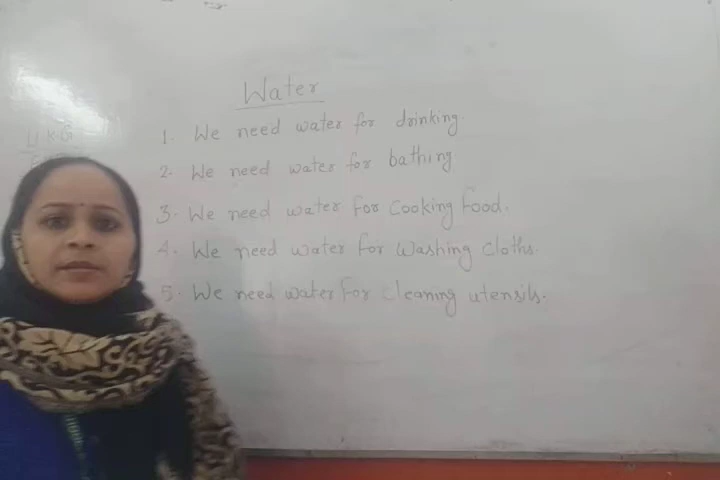 Water
U.K.G
1. We need water for drinking.
2. We need water for bathing
3. We need water for cooking food.
4. We need water for washing cloths.
5. We need water for cleaning utensils.